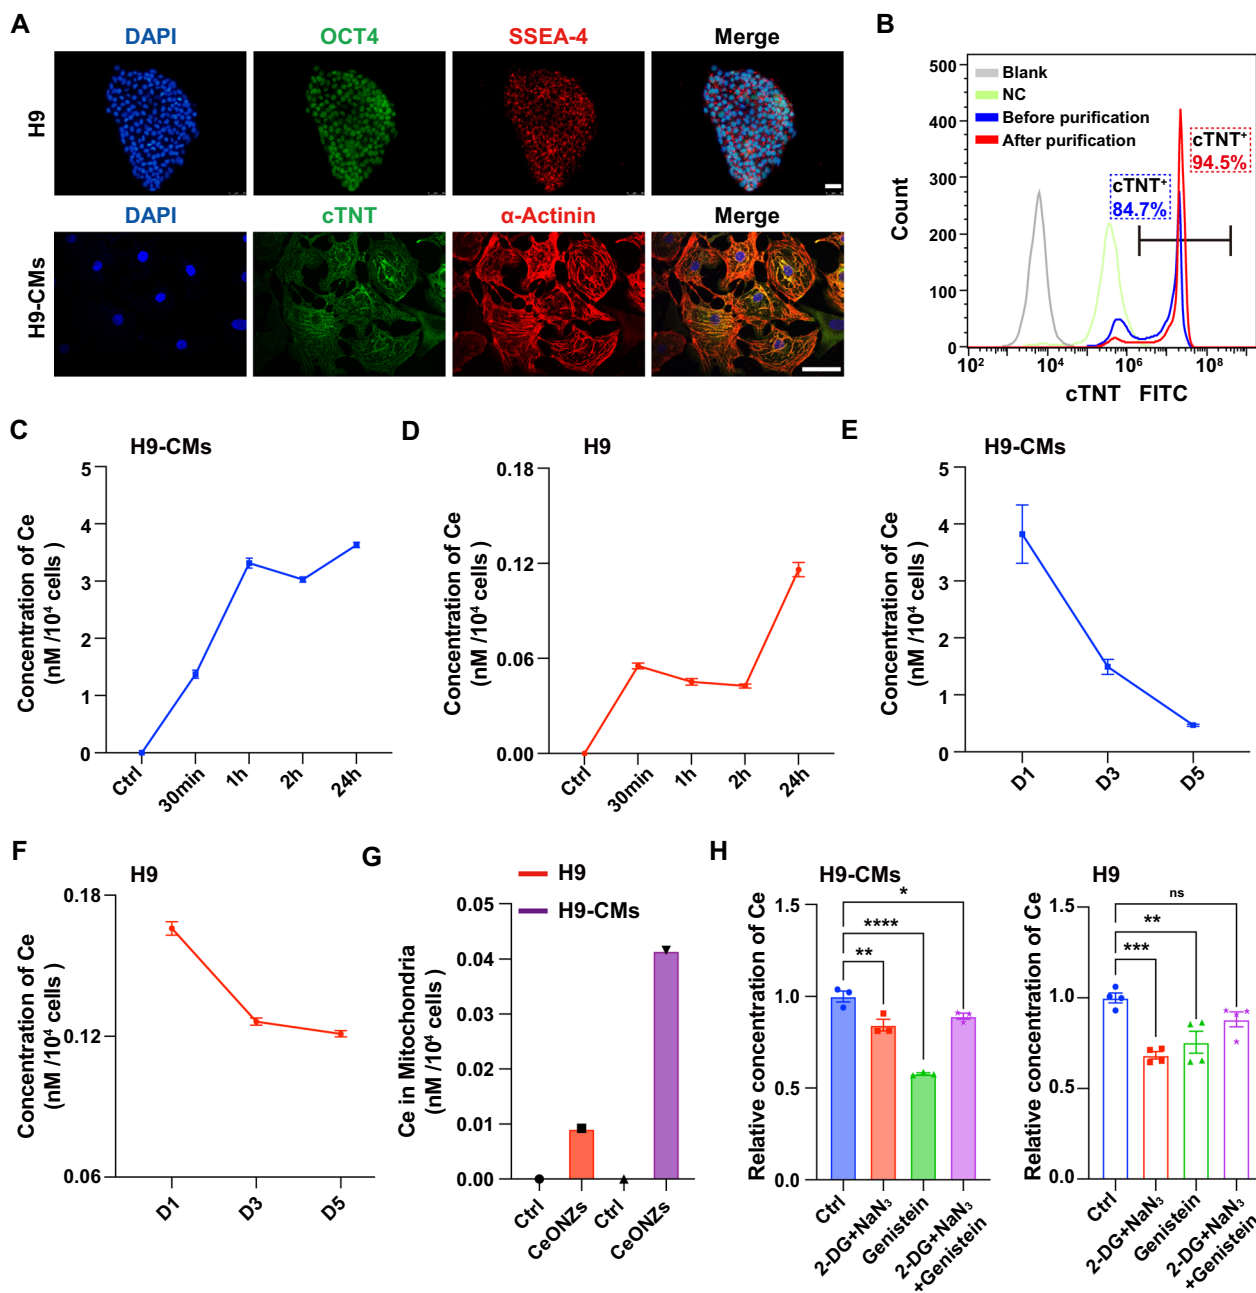 A
DAPI
OCT4
SSEA-4
Merge
H9
DAPI
cTNT
α-Actinin
Merge
H9-CMs
B
500
400
300
200
100
0
Count
Blank
NC
Before purification
After purification
cTNT⁺
84.7%
cTNT⁺
94.5%
10² 10⁴ 10⁶ 10⁸
cTNT FITC
C
H9-CMs
5
4
3
2
1
0
Concentration of Ce
(nM /10⁴ cells )
Ctrl 30min 1h 2h 24h
D
H9
0.18
0.12
0.06
0.00
Concentration of Ce
(nM /10⁴ cells )
Ctrl 30min 1h 2h 24h
E
H9-CMs
5
4
3
2
1
0
Concentration of Ce
(nM /10⁴ cells )
D1 D3 D5
F
H9
0.18
0.12
0.06
Concentration of Ce
(nM /10⁴ cells )
D1 D3 D5
G
H9
H9-CMs
0.05
0.04
0.03
0.02
0.01
0.00
Ce in Mitochondria
(nM /10⁴ cells )
Ctrl CeONZs Ctrl CeONZs
H
H9-CMs
1.5
1.0
0.5
0.0
Relative concentration of Ce
*
****
**
Ctrl
2-DG+NaN₃
Genistein
2-DG+NaN₃
+Genistein
H9
1.5
1.0
0.5
0.0
Relative concentration of Ce
ns
**
***
Ctrl
2-DG+NaN₃
Genistein
2-DG+NaN₃
+Genistein